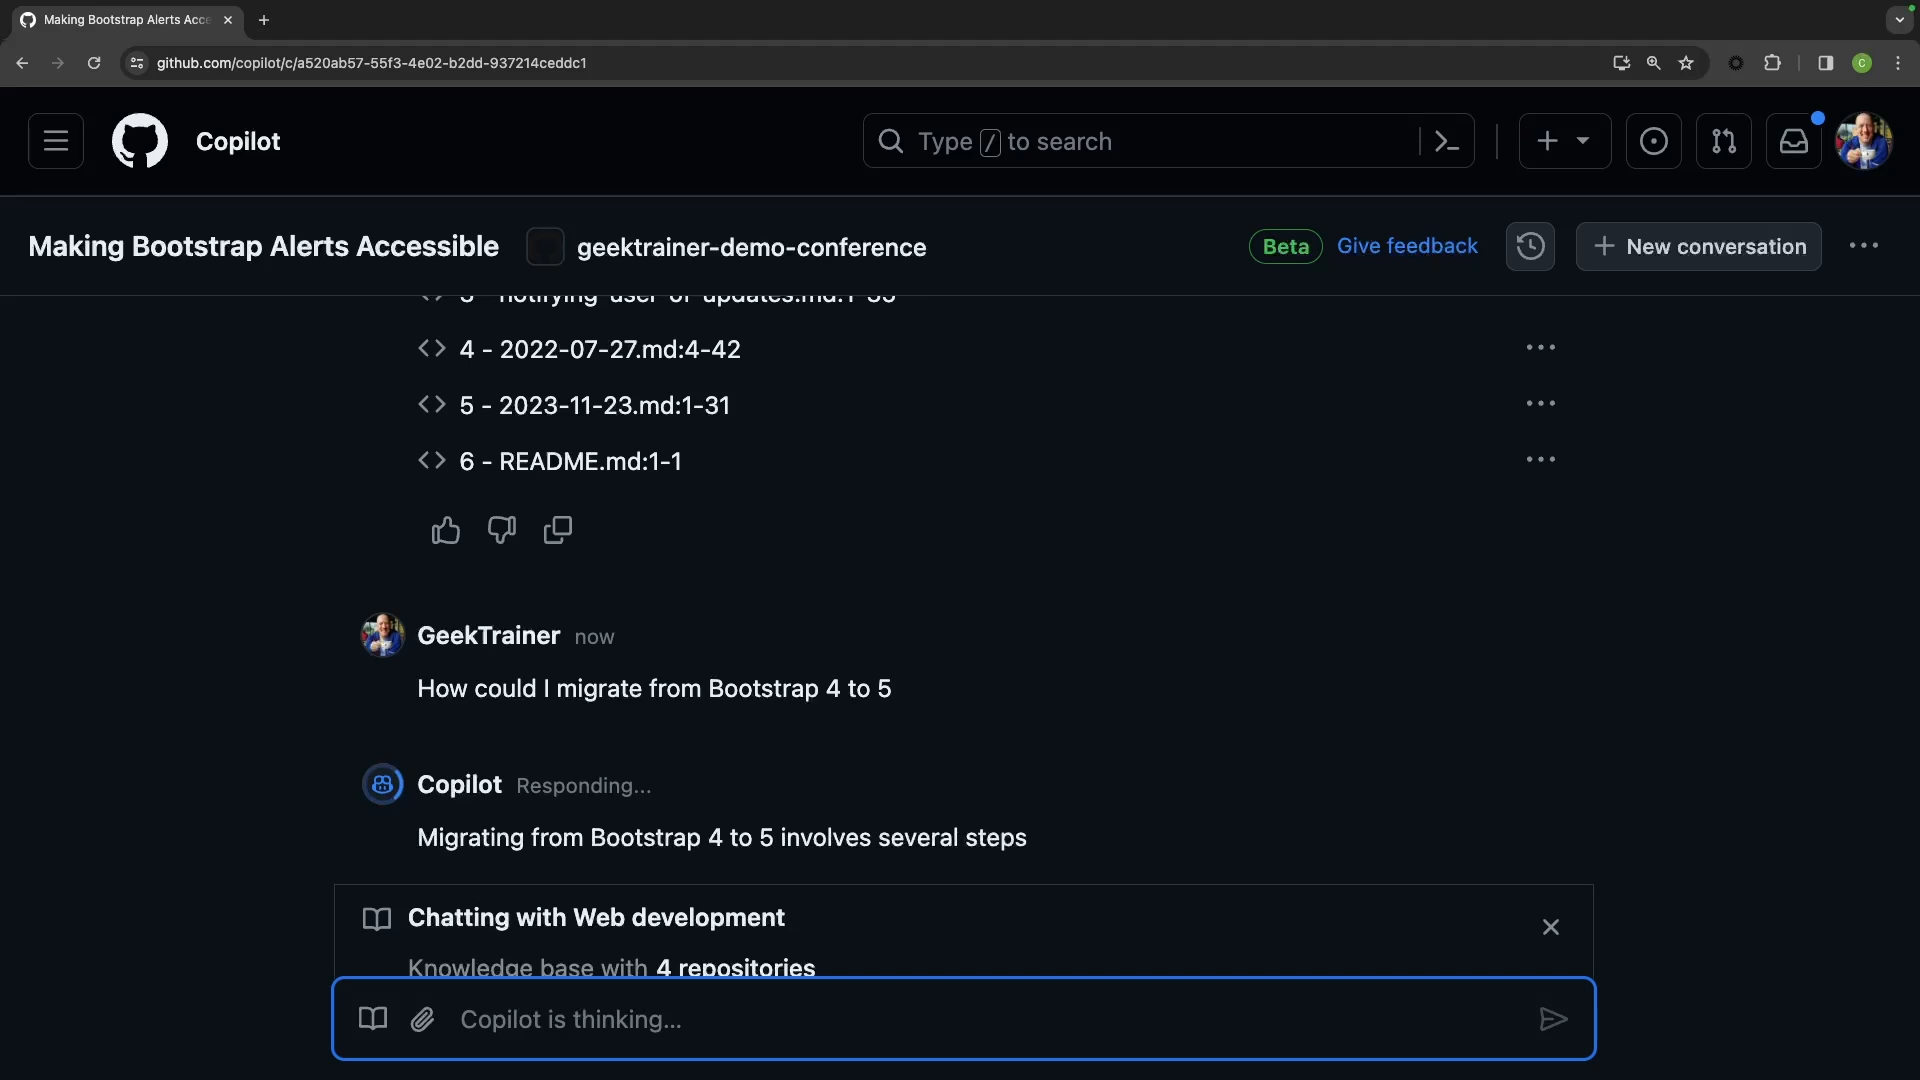 Making Bootstrap Alerts Acce
github.com/copilot/c/a520ab57-55f3-4e02-b2dd-937214ceddc1
C
Copilot
Type / to search
Making Bootstrap Alerts Accessible
geektrainer-demo-conference
Beta
Give feedback
New conversation
4 - 2022-07-27.md:4-42
5 - 2023-11-23.md:1-31
6 - README.md:1-1
GeekTrainer now
How could I migrate from Bootstrap 4 to 5
Copilot Responding...
Migrating from Bootstrap 4 to 5 involves several steps
Chatting with Web development
Knowledge base with 4 repositories
Copilot is thinking...